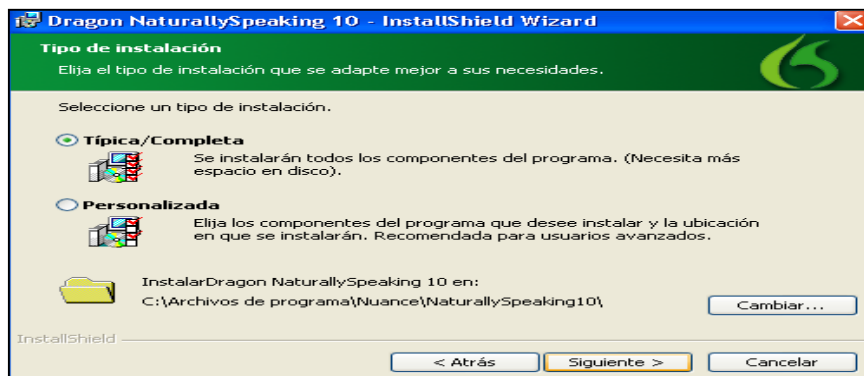 Dragon NaturallySpeaking 10 - InstallShield Wizard
Tipo de instalación
Elija el tipo de instalación que se adapte mejor a sus necesidades.
Seleccione un tipo de instalación.
Típica/Completa
Se instalarán todos los componentes del programa. (Necesita más
espacio en disco).
Personalizada
Elija los componentes del programa que desee instalar y la ubicación
en que se instalarán. Recomendada para usuarios avanzados.
InstalarDragon NaturallySpeaking 10 en:
C:\Archivos de programa\Nuance\NaturallySpeaking10\
Cambiar...
InstallShield
< Atrás Siguiente > Cancelar